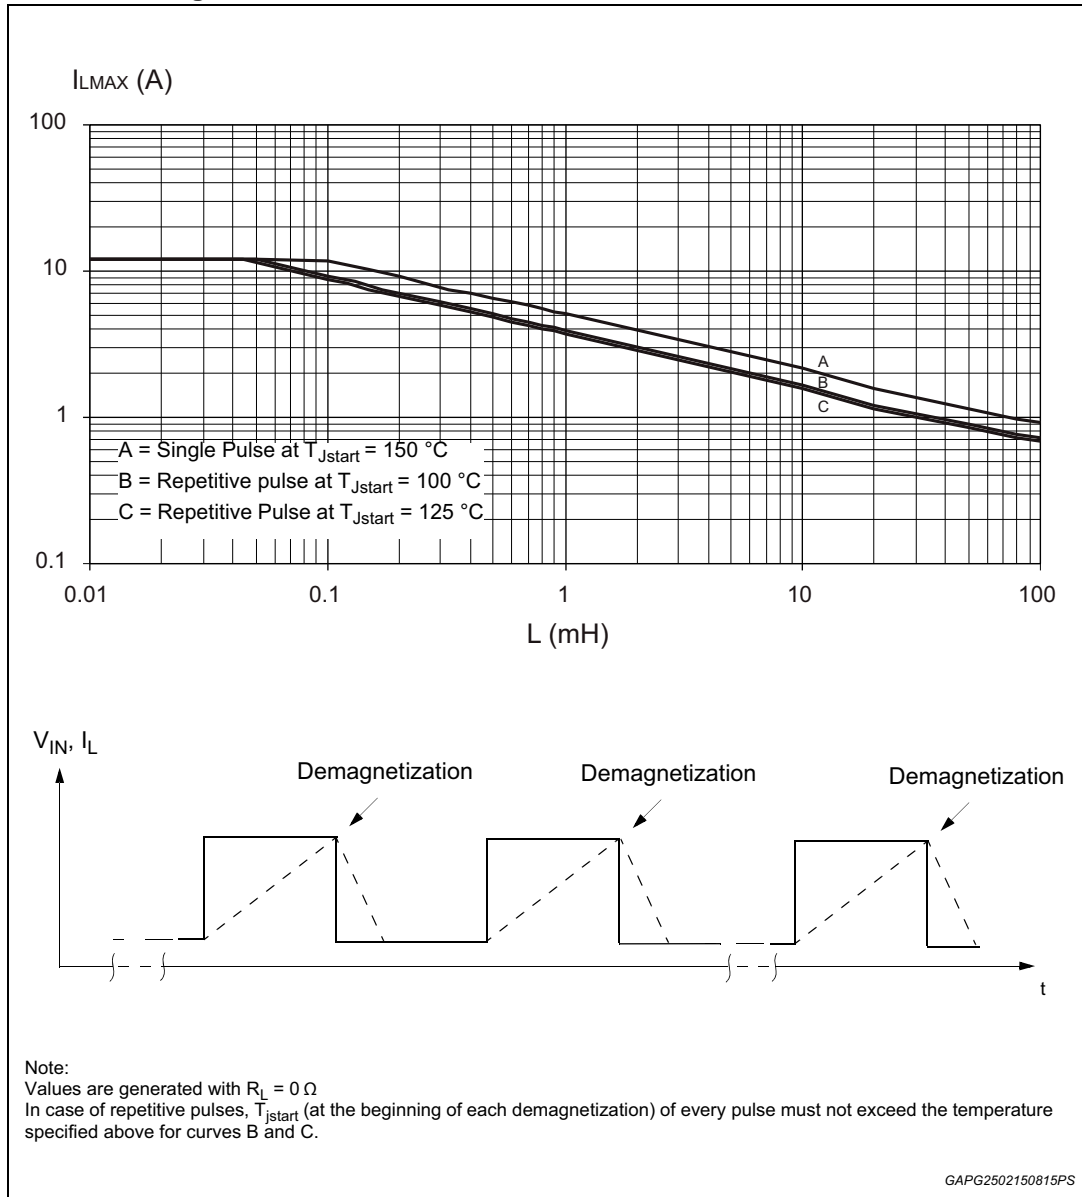 ILMAX (A)
100
10
1
0.1
A
B
C
A = Single Pulse at TJstart = 150 °C
B = Repetitive pulse at TJstart = 100 °C
C = Repetitive Pulse at TJstart = 125 °C
0.01 0.1 1 10 100
L (mH)
VIN, IL
Demagnetization Demagnetization Demagnetization
t
Note:
Values are generated with RL = 0 Ω
In case of repetitive pulses, Tjstart (at the beginning of each demagnetization) of every pulse must not exceed the temperature
specified above for curves B and C.
GAPG2502150815PS